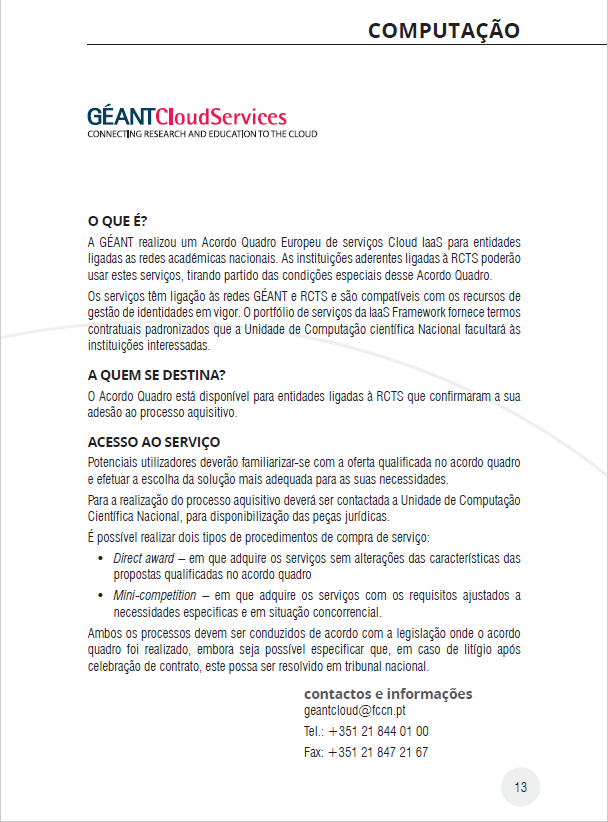 COMPUTAÇÃO
GÉANTCloudServices
CONNECTING RESEARCH AND EDUCATION TO THE CLOUD
O QUE É?
A GÉANT realizou um Acordo Quadro Europeu de serviços Cloud IaaS para entidades
ligadas as redes académicas nacionais. As instituições aderentes ligadas à RCTS poderão
usar estes serviços, tirando partido das condições especiais desse Acordo Quadro.
Os serviços têm ligação às redes GÉANT e RCTS e são compatíveis com os recursos de
gestão de identidades em vigor. O portfólio de serviços da IaaS Framework fornece termos
contratuais padronizados que a Unidade de Computação científica Nacional facultará às
instituições interessadas.
A QUEM SE DESTINA?
O Acordo Quadro está disponível para entidades ligadas à RCTS que confirmaram a sua
adesão ao processo aquisitivo.
ACESSO AO SERVIÇO
Potenciais utilizadores deverão familiarizar-se com a oferta qualificada no acordo quadro
e efetuar a escolha da solução mais adequada para as suas necessidades.
Para a realização do processo aquisitivo deverá ser contactada a Unidade de Computação
Científica Nacional, para disponibilização das peças jurídicas.
É possível realizar dois tipos de procedimentos de compra de serviço:
• Direct award – em que adquire os serviços sem alterações das características das
propostas qualificadas no acordo quadro
• Mini-competition – em que adquire os serviços com os requisitos ajustados a
necessidades especificas e em situação concorrencial.
Ambos os processos devem ser conduzidos de acordo com a legislação onde o acordo
quadro foi realizado, embora seja possível especificar que, em caso de litígio após
celebração de contrato, este possa ser resolvido em tribunal nacional.
contactos e informações
geantcloud@fccn.pt
Tel.: +351 21 844 01 00
Fax: +351 21 847 21 67
13